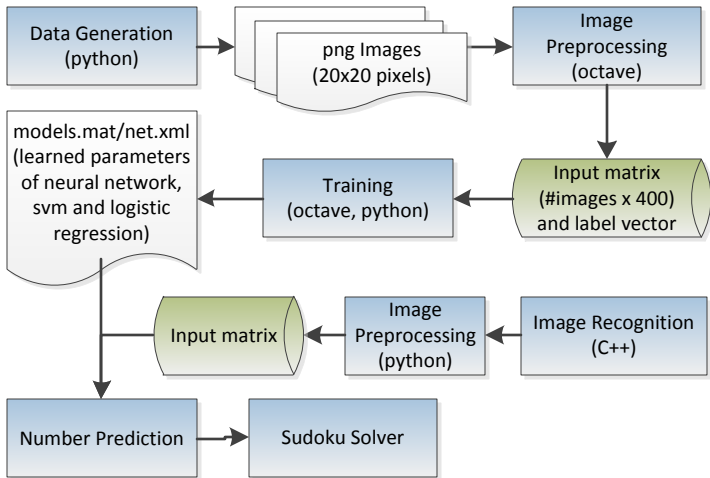 Data Generation
(python)
png Images
(20x20 pixels)
Image
Preprocessing
(octave)
models.mat/net.xml
(learned parameters
of neural network,
svm and logistic
regression)
Training
(octave, python)
Input matrix
(#images x 400)
and label vector
Input matrix
Image
Preprocessing
(python)
Image Recognition
(C++)
Number Prediction
Sudoku Solver